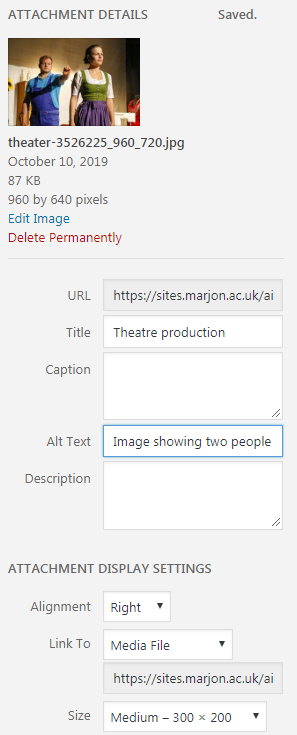 ATTACHMENT DETAILS Saved.
theater-3526225_960_720.jpg
October 10, 2019
87 KB
960 by 640 pixels
Edit Image
Delete Permanently
URL https://sites.marjon.ac.uk/ai
Title Theatre production
Caption
Alt Text Image showing two people
Description
ATTACHMENT DISPLAY SETTINGS
Alignment Right
Link To Media File
https://sites.marjon.ac.uk/ai
Size Medium – 300 × 200